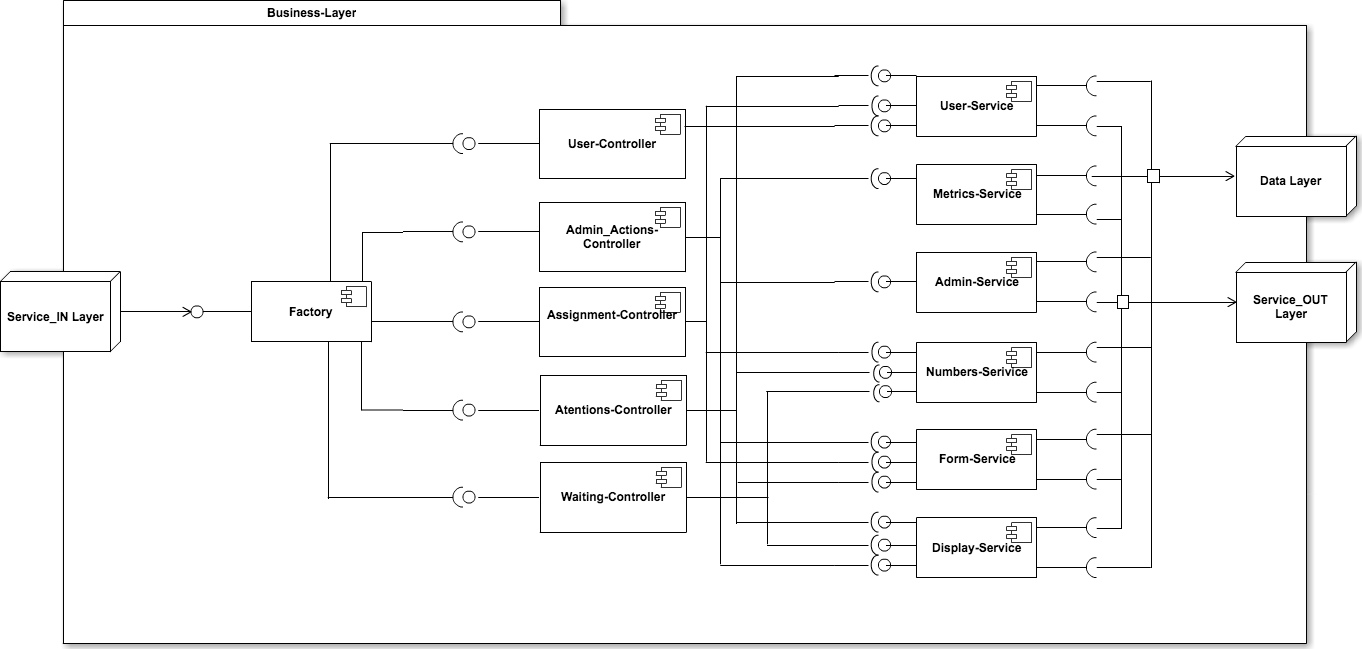 Business-Layer
User-Service
User-Controller
Metrics-Service
Data Layer
Admin_Actions-
Controller
Admin-Service
Service_IN Layer
Factory
Assignment-Controller
Service_OUT
Layer
Numbers-Serivice
Atentions-Controller
Form-Service
Waiting-Controller
Display-Service